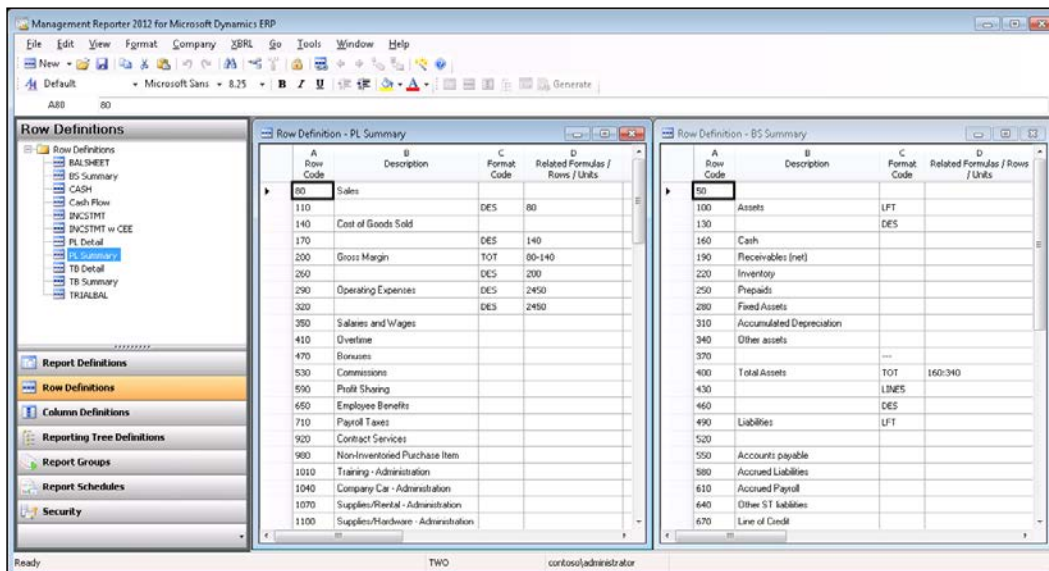 Management Reporter 2012 for Microsoft Dynamics ERP
File Edit View Format Company XBRL Go Tools Window Help
New
Default Microsoft Sans 8.25 B I U Generate
A80 80
Row Definitions
Row Definitions
BALSHEET
BS Summary
CASH
Cash Flow
INCSTMT
INCSTMT w CEE
PL Detail
PL Summary
TB Detail
TB Summary
TRIALBAL
Report Definitions
Row Definitions
Column Definitions
Reporting Tree Definitions
Report Groups
Report Schedules
Security
Row Definition - PL Summary
A B C D
Row Code Description Format Code Related Formulas / Rows / Units
80 Sales
110 DES 80
140 Cost of Goods Sold
170 DES 140
200 Gross Margin TOT 80-140
260 DES 200
290 Operating Expenses DES 2450
320 DES 2450
350 Salaries and Wages
410 Overtime
470 Bonuses
530 Commissions
590 Profit Sharing
650 Employee Benefits
710 Payroll Taxes
920 Contract Services
980 Non-Inventoried Purchase Item
1010 Training - Administration
1040 Company Car - Administration
1070 Supplies/Rental - Administration
1100 Supplies/Hardware - Administration
Row Definition - BS Summary
A B C D
Row Code Description Format Code Related Formulas / Rows / Units
50
100 Assets LFT
130 DES
160 Cash
190 Receivables (net)
220 Inventory
250 Prepaids
280 Fixed Assets
310 Accumulated Depreciation
340 Other assets
370 ---
400 Total Assets TOT 160:340
430 LINES
460 DES
490 Liabilities LFT
520
550 Accounts payable
580 Accrued Liabilities
610 Accrued Payroll
640 Other ST liabilities
670 Line of Credit
Ready TWO contoso\administrator